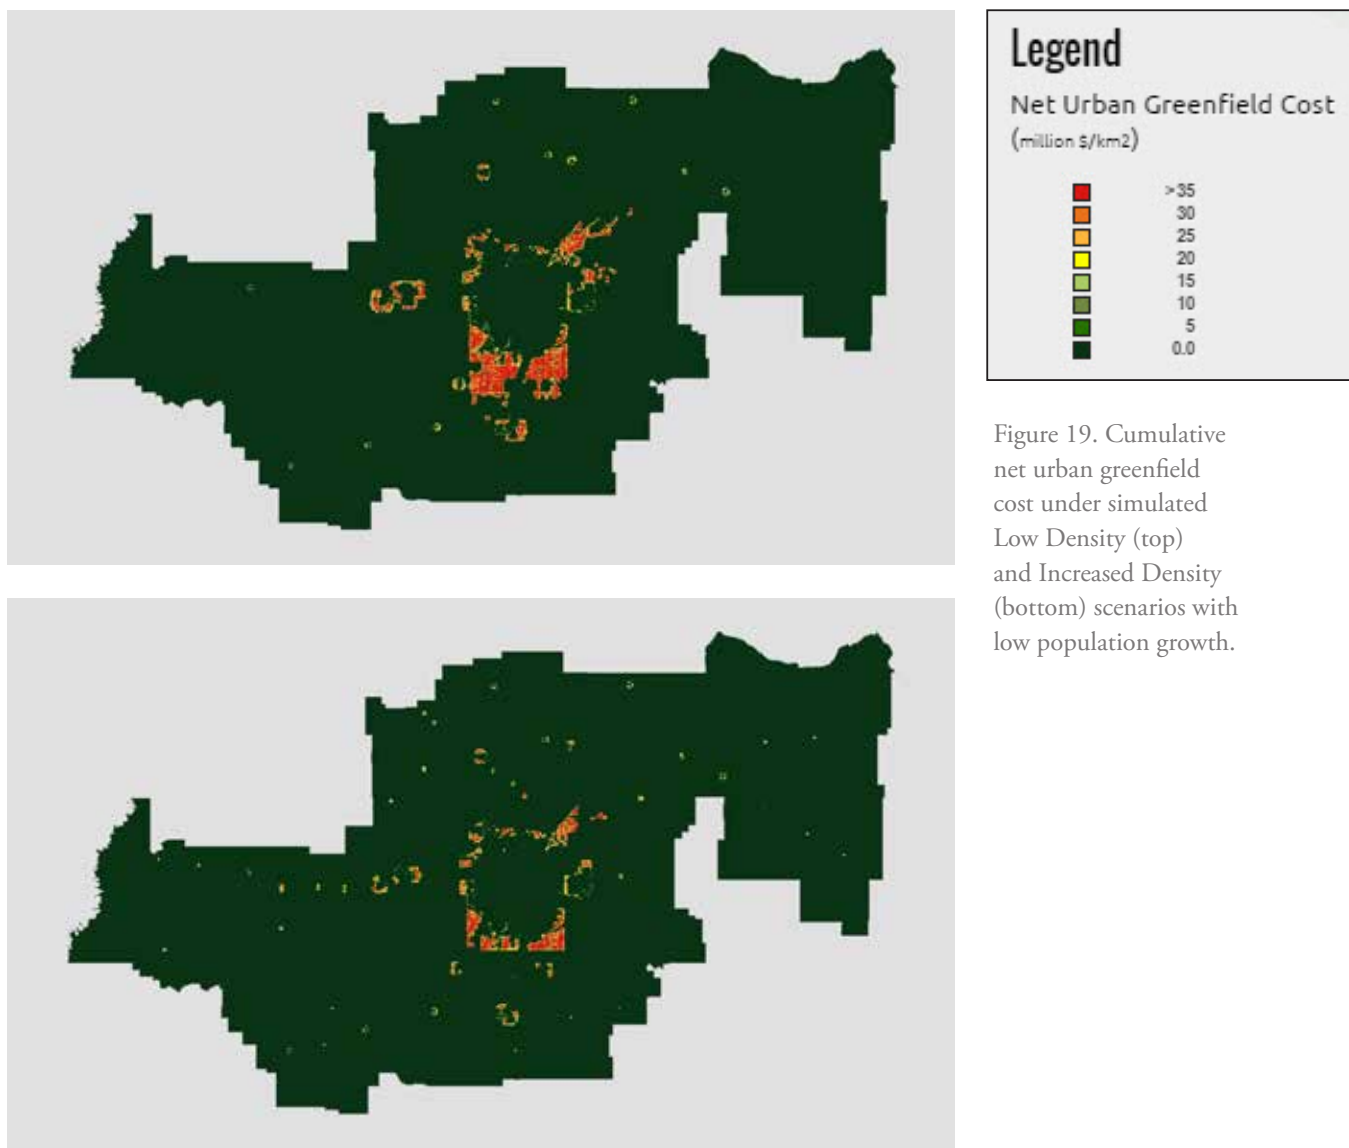 Legend
Net Urban Greenfield Cost
(million $/km2)
>35
30
25
20
15
10
5
0.0
Figure 19. Cumulative
net urban greenfield
cost under simulated
Low Density (top)
and Increased Density
(bottom) scenarios with
low population growth.